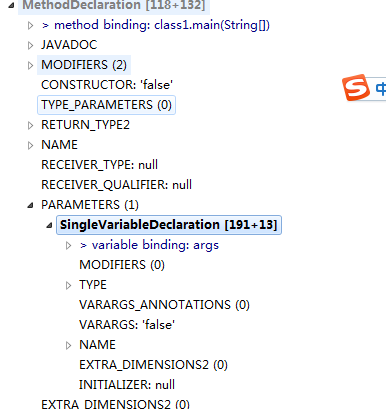 MethodDeclaration [118+132]
> method binding: class1.main(String[])
JAVADOC
MODIFIERS (2)
CONSTRUCTOR: 'false'
TYPE_PARAMETERS (0)
RETURN_TYPE2
NAME
RECEIVER_TYPE: null
RECEIVER_QUALIFIER: null
PARAMETERS (1)
SingleVariableDeclaration [191+13]
> variable binding: args
MODIFIERS (0)
TYPE
VARARGS_ANNOTATIONS (0)
VARARGS: 'false'
NAME
EXTRA_DIMENSIONS2 (0)
INITIALIZER: null
EXTRA_DIMENSIONS2 (0)
S